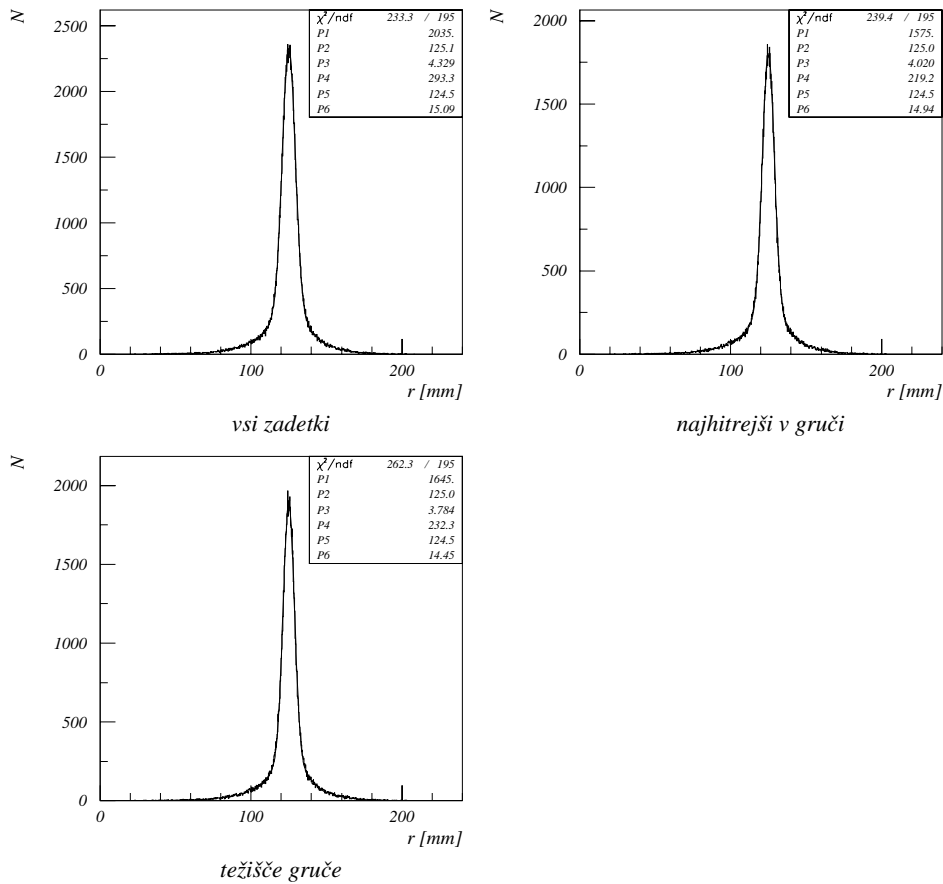 N
χ²/ndf 233.3 / 195
P1 2035.
P2 125.1
P3 4.329
P4 293.3
P5 124.5
P6 15.09
2500
2000
1500
1000
500
0
0 100 200
r [mm]
vsi zadetki
N
χ²/ndf 239.4 / 195
P1 1575.
P2 125.0
P3 4.020
P4 219.2
P5 124.5
P6 14.94
2000
1500
1000
500
0
0 100 200
r [mm]
najhitrejši v gruči
N
χ²/ndf 262.3 / 195
P1 1645.
P2 125.0
P3 3.784
P4 232.3
P5 124.5
P6 14.45
2000
1500
1000
500
0
0 100 200
r [mm]
težišče gruče